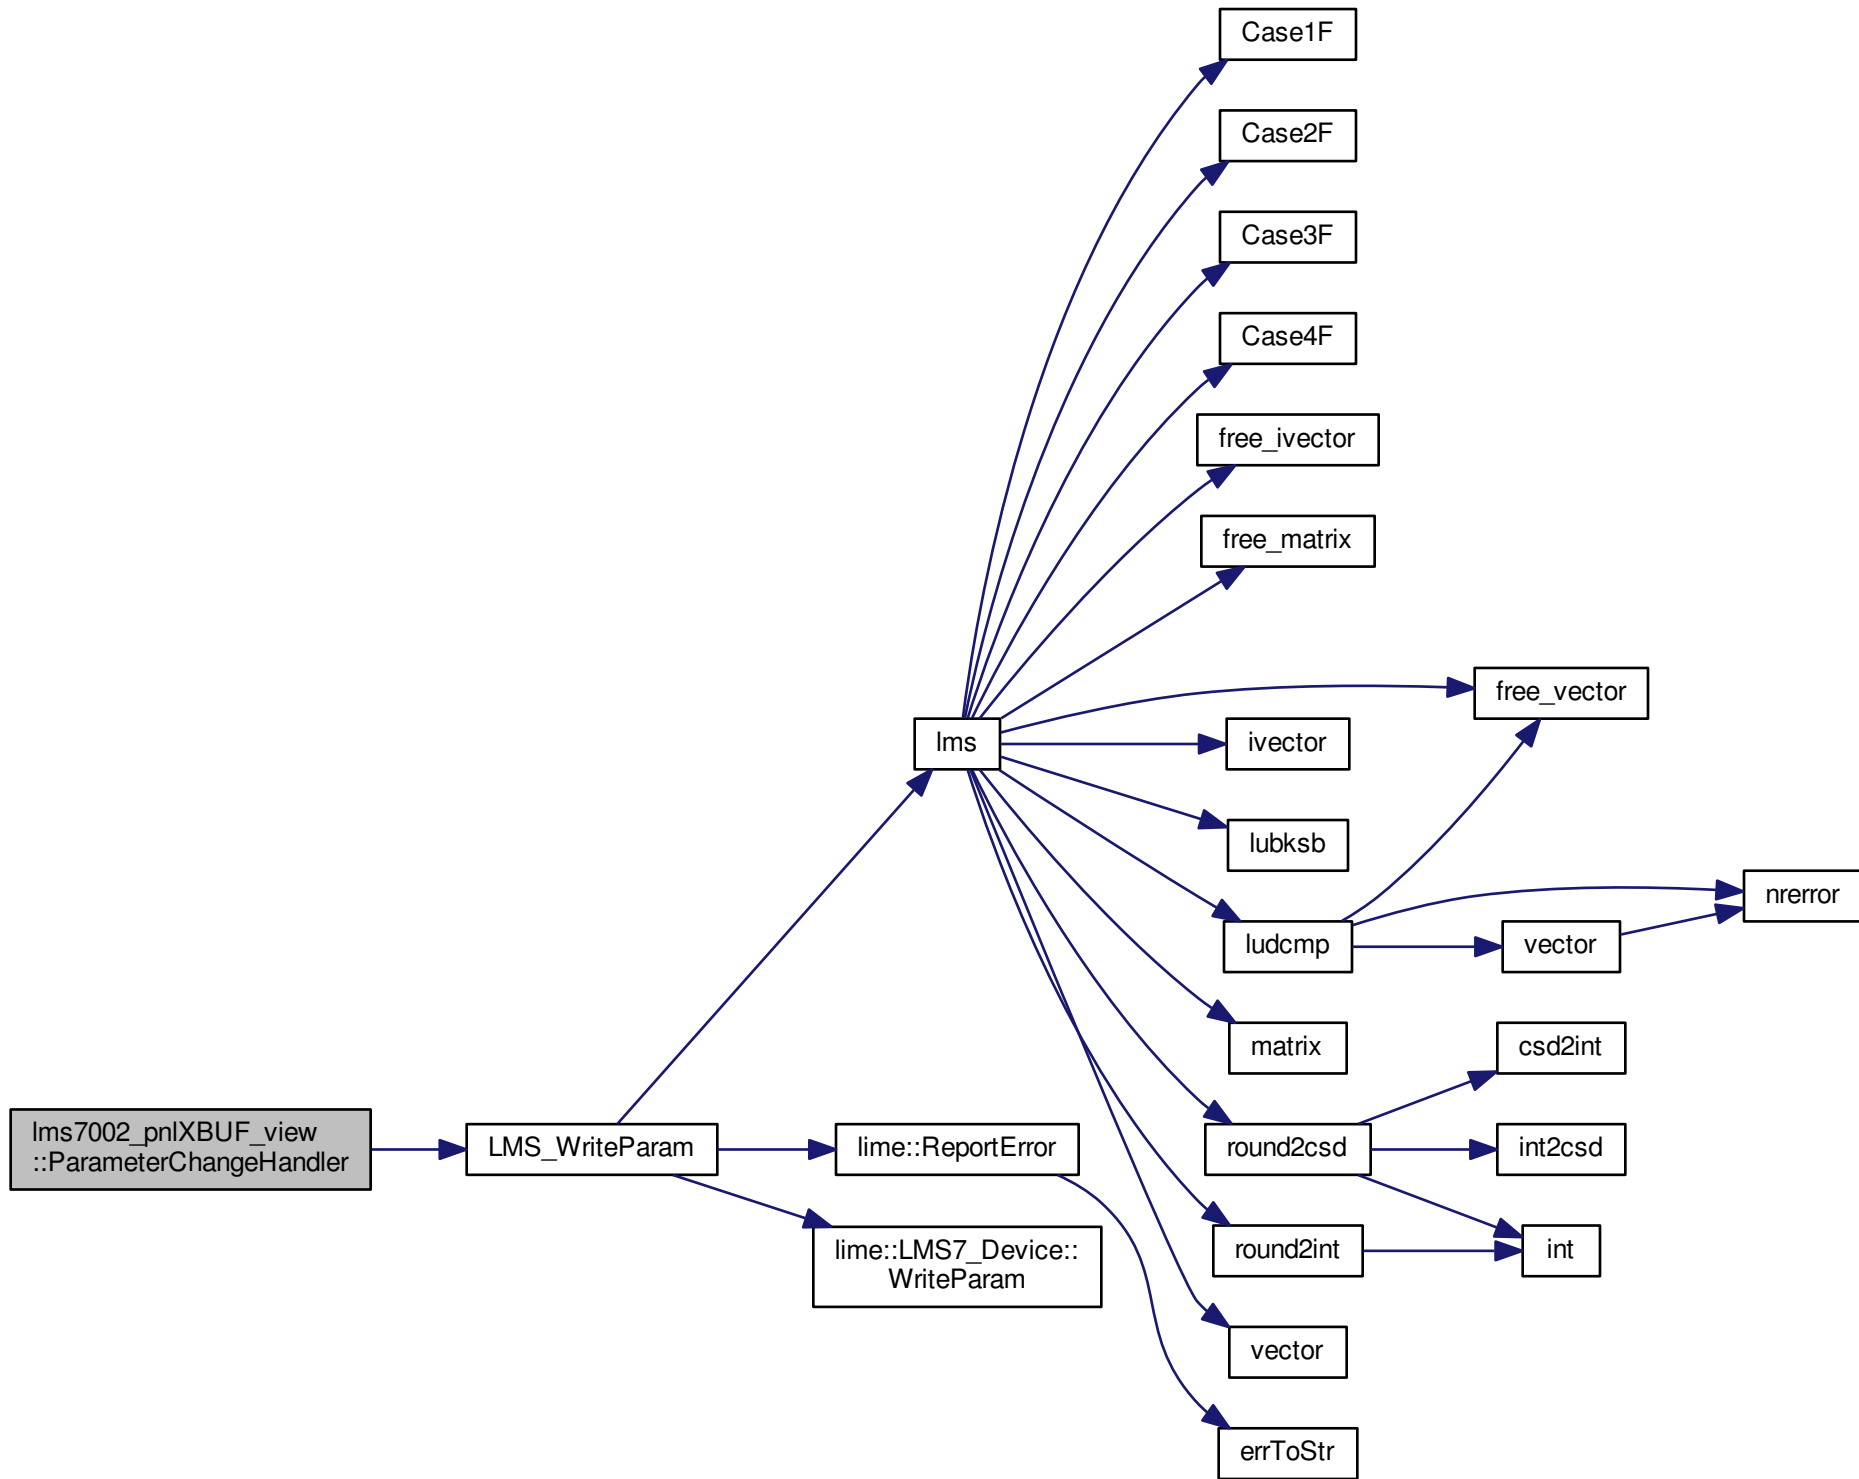 Case1F
Case2F
Case3F
Case4F
free_ivector
free_matrix
free_vector
lms
ivector
lubksb
nrerror
ludcmp
vector
matrix
csd2int
lms7002_pnlXBUF_view
::ParameterChangeHandler
LMS_WriteParam
lime::ReportError
round2csd
int2csd
lime::LMS7_Device::
WriteParam
round2int
int
vector
errToStr